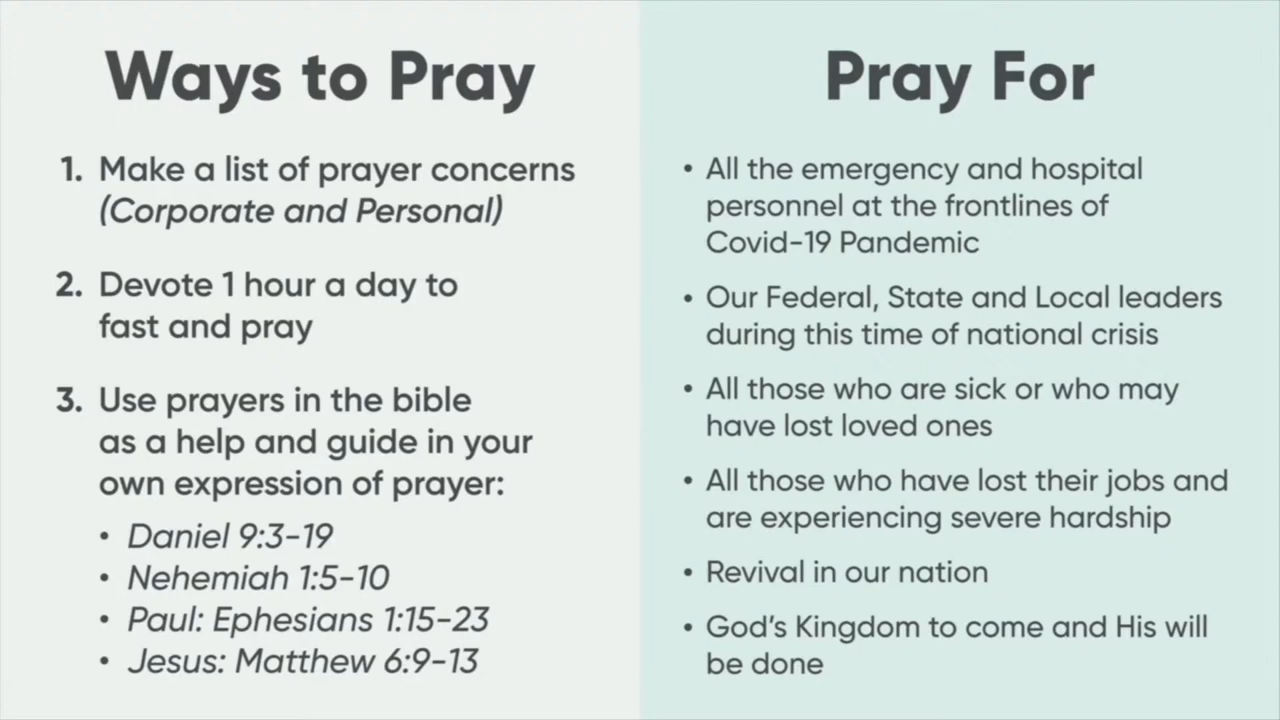 Ways to Pray
1. Make a list of prayer concerns
(Corporate and Personal)
2. Devote 1 hour a day to
fast and pray
3. Use prayers in the bible
as a help and guide in your
own expression of prayer:
• Daniel 9:3-19
• Nehemiah 1:5-10
• Paul: Ephesians 1:15-23
• Jesus: Matthew 6:9-13
Pray For
• All the emergency and hospital
personnel at the frontlines of
Covid-19 Pandemic
• Our Federal, State and Local leaders
during this time of national crisis
• All those who are sick or who may
have lost loved ones
• All those who have lost their jobs and
are experiencing severe hardship
• Revival in our nation
• God's Kingdom to come and His will
be done